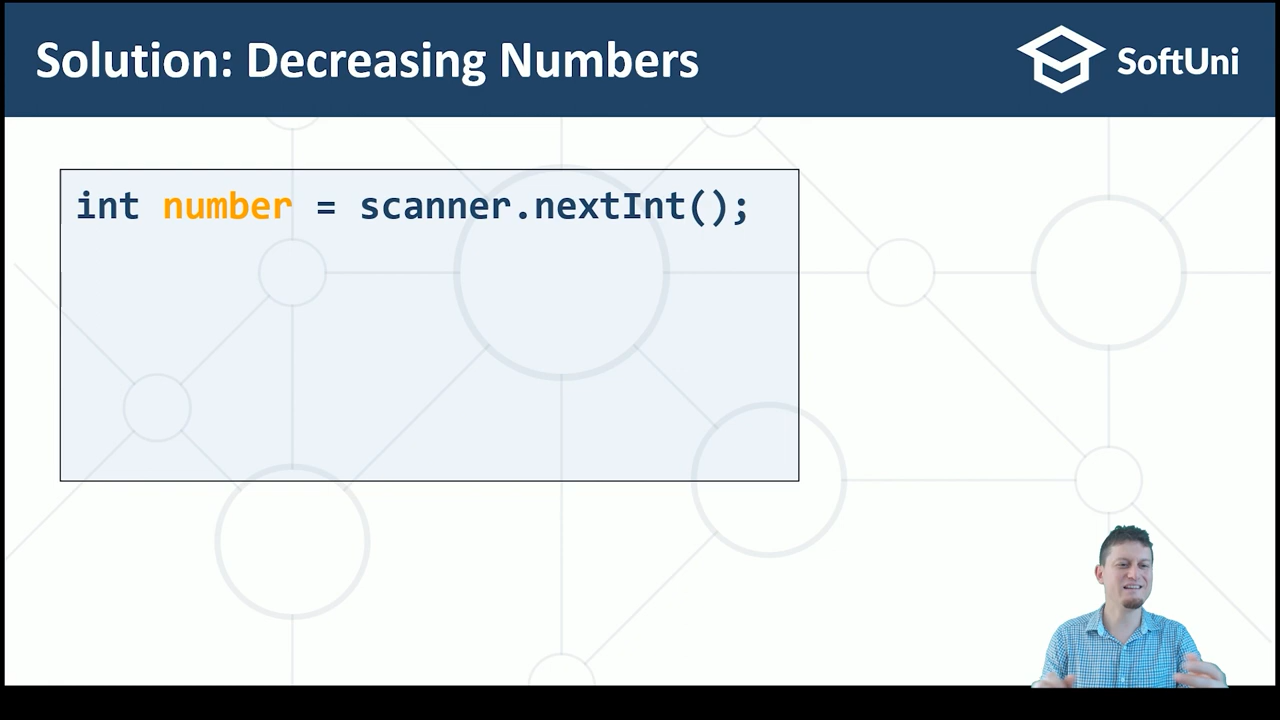 Solution: Decreasing Numbers
SoftUni
int number = scanner.nextInt();